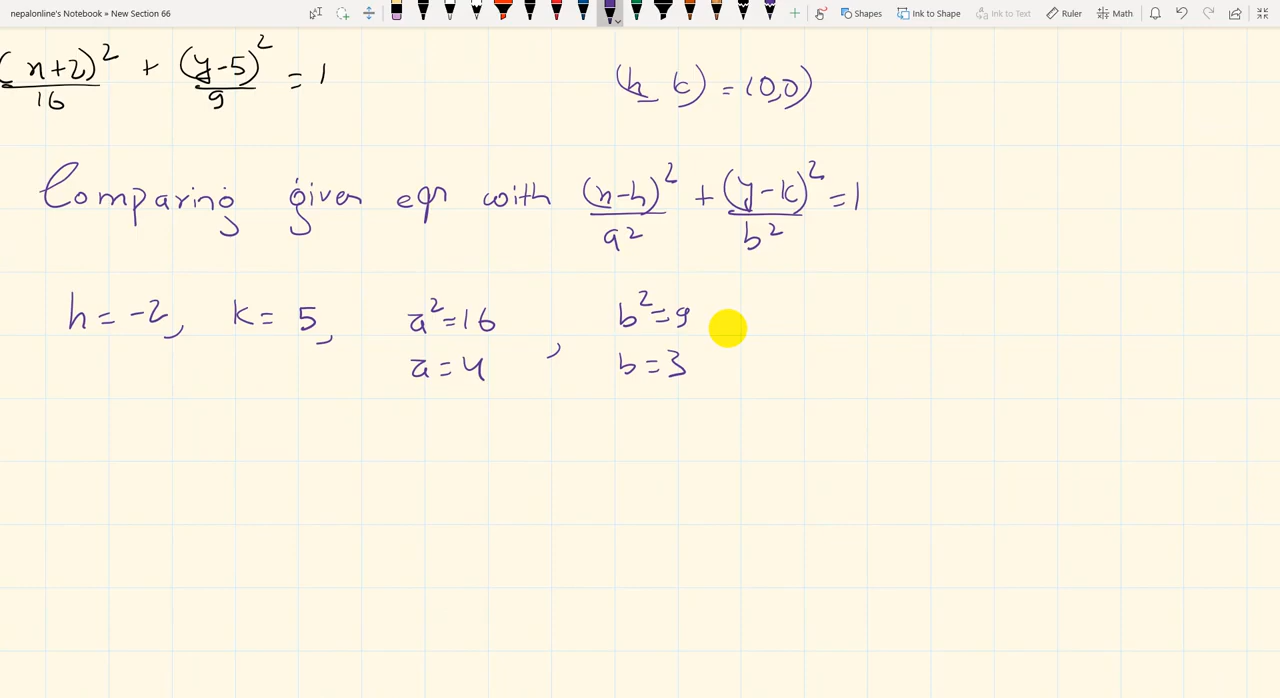 nepalonline's Notebook » New Section 66
Shapes Ink to Shape Ink to Text Ruler Math
(x+2)²/16 + (y-5)²/9 = 1
(h k) = (0,0)
Comparing given eqn with (x-h)²/a² + (y-k)²/b² = 1
h = -2, k = 5, a² = 16, b² = 9
a = 4 b = 3